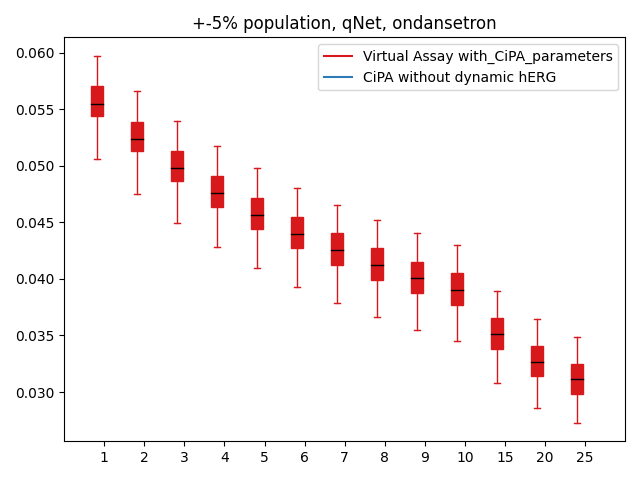 +-5% population, qNet, ondansetron
Virtual Assay with_CiPA_parameters
CiPA without dynamic hERG
0.060
0.055
0.050
0.045
0.040
0.035
0.030
1 2 3 4 5 6 7 8 9 10 15 20 25